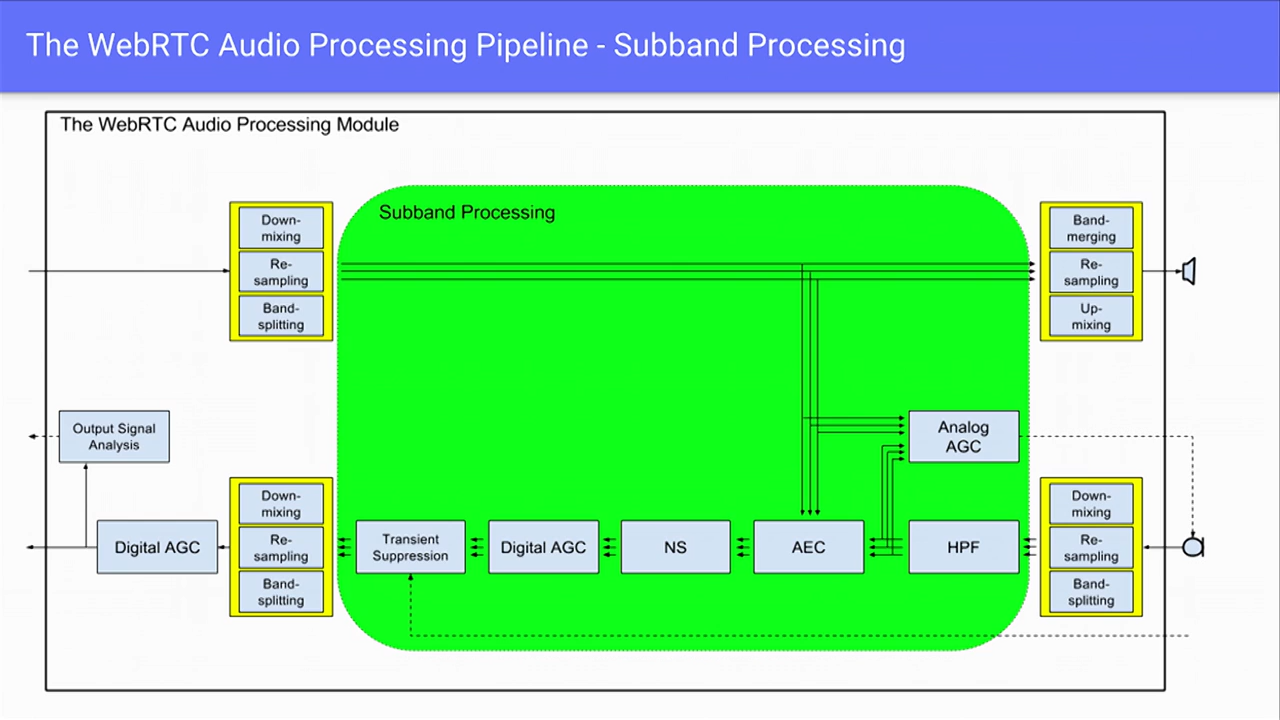 The WebRTC Audio Processing Pipeline - Subband Processing
The WebRTC Audio Processing Module
Subband Processing
Down-
mixing
Re-
sampling
Band-
splitting
Band-
merging
Re-
sampling
Up-
mixing
Output Signal
Analysis
Analog
AGC
Digital AGC
Down-
mixing
Re-
sampling
Band-
splitting
Transient
Suppression
Digital AGC
NS
AEC
HPF
Down-
mixing
Re-
sampling
Band-
splitting